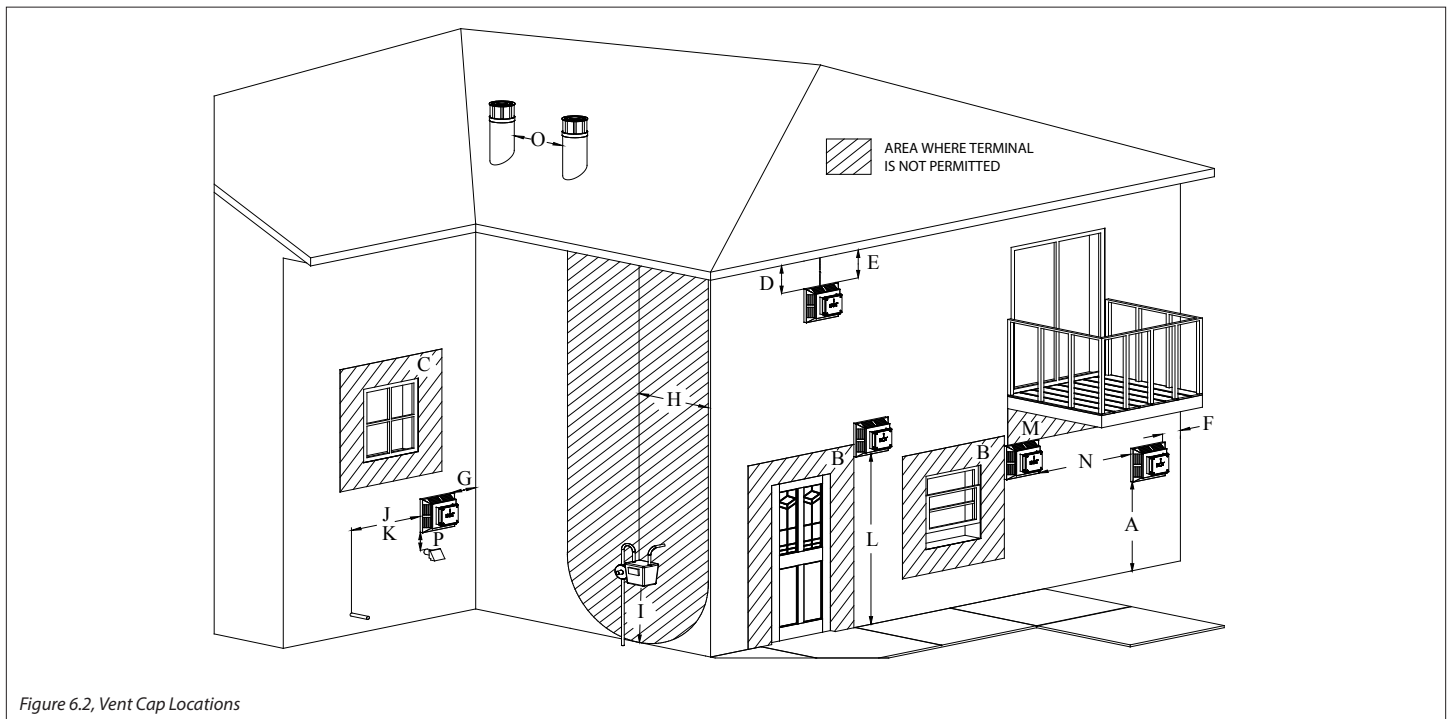 O
AREA WHERE TERMINAL
IS NOT PERMITTED
D
E
C
H
B
B
M
F
G
N
J
K
P
L
A
I
Figure 6.2, Vent Cap Locations